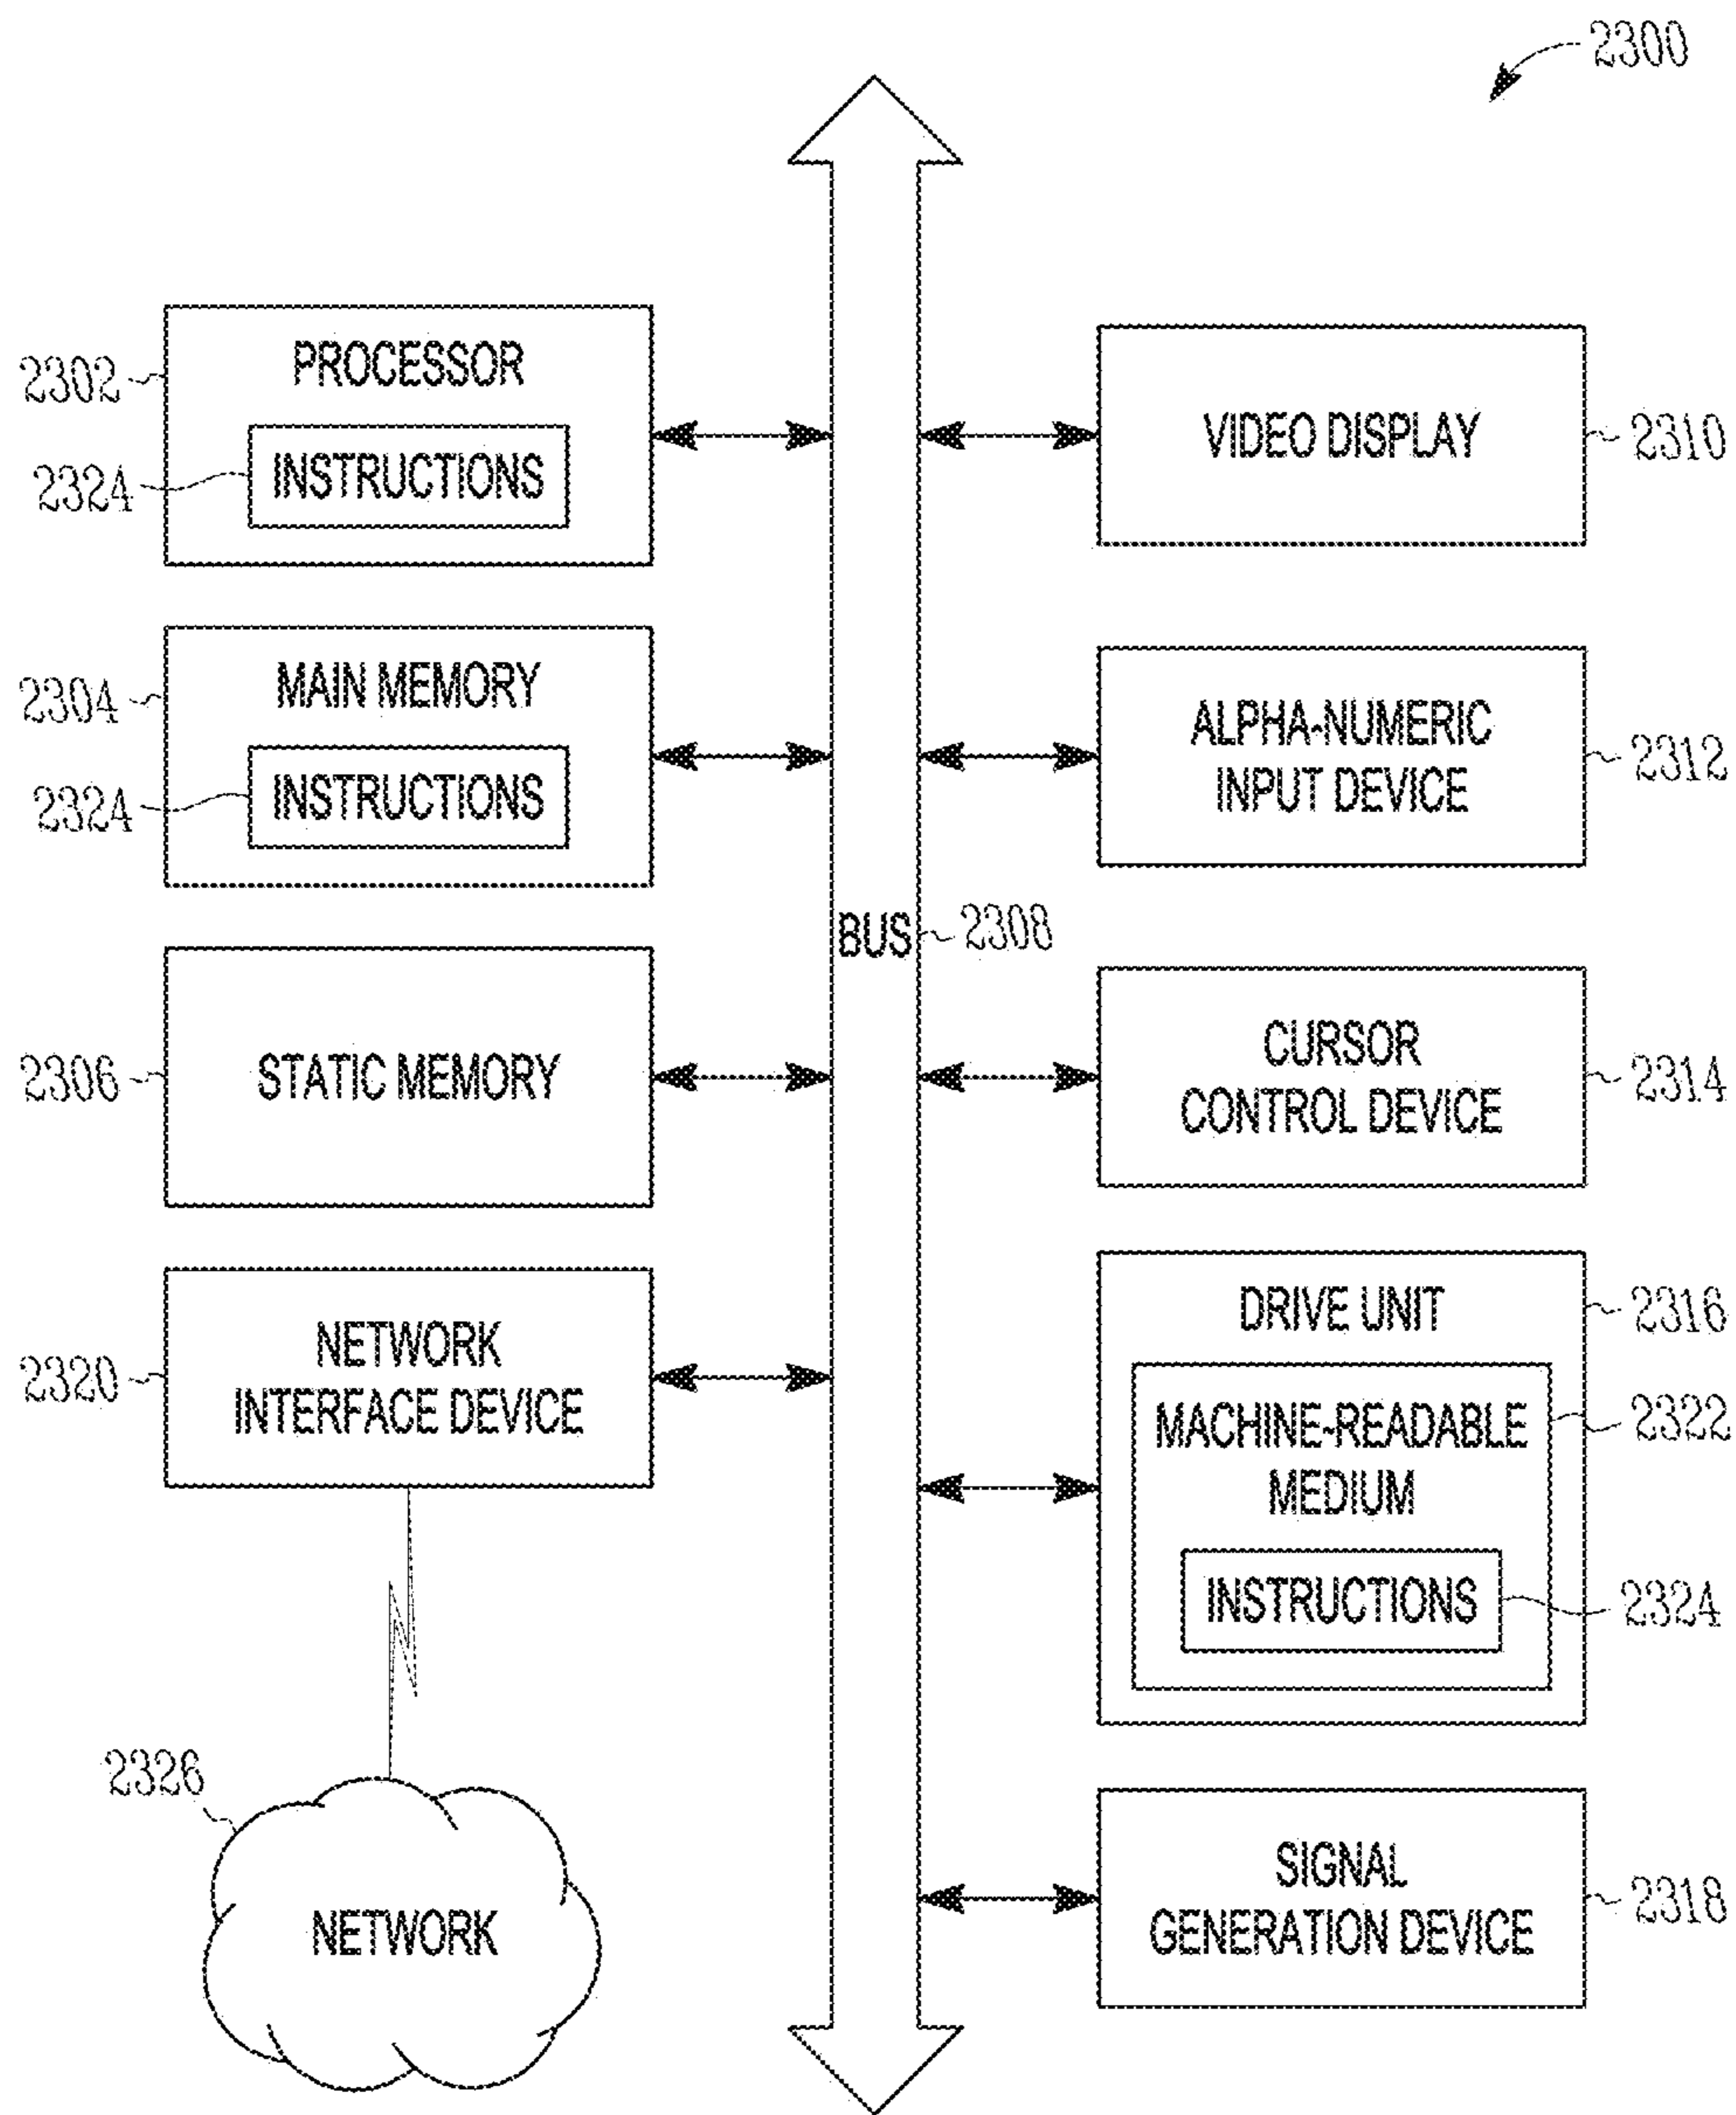 2300
PROCESSOR
2302
INSTRUCTIONS
2324
MAIN MEMORY
2304
INSTRUCTIONS
2324
STATIC MEMORY
2306
NETWORK
INTERFACE DEVICE
2320
2326
NETWORK
BUS
2308
VIDEO DISPLAY
2310
ALPHA-NUMERIC
INPUT DEVICE
2312
CURSOR
CONTROL DEVICE
2314
DRIVE UNIT
2316
MACHINE-READABLE
MEDIUM
2322
INSTRUCTIONS
2324
SIGNAL
GENERATION DEVICE
2318